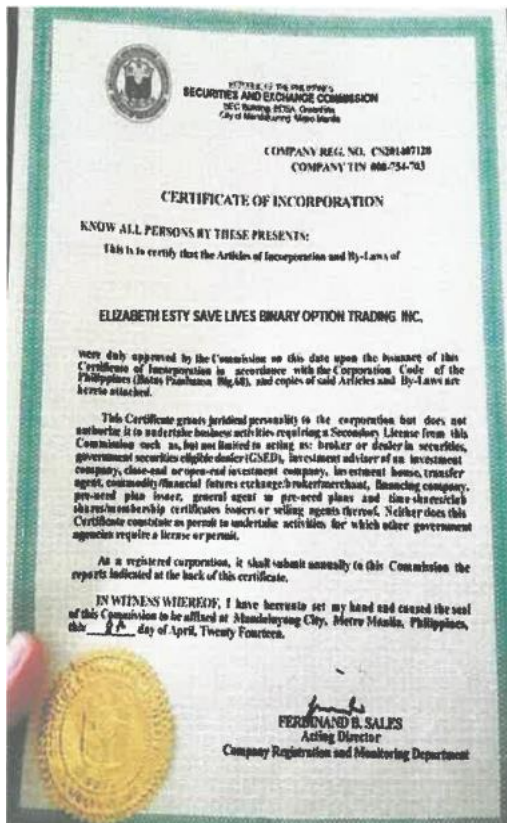 REPUBLIC OF THE PHILIPPINES
SECURITIES AND EXCHANGE COMMISSION
SEC Building, EDSA, Greenhills
City of Mandaluyong, Metro Manila
COMPANY REG. NO. CN201407128
COMPANY TIN 008-754-703
CERTIFICATE OF INCORPORATION
KNOW ALL PERSONS BY THESE PRESENTS:
This is to certify that the Articles of Incorporation and By-Laws of
ELIZABETH ESTY SAVE LIVES BINARY OPTION TRADING INC.
were duly approved by the Commission on this date upon the issuance of this
Certificate of Incorporation in accordance with the Corporation Code of the
Philippines (Batas Pambansa Blg.68), and copies of said Articles and By-Laws are
hereto attached.
This Certificate grants juridical personality to the corporation but does not
authorize it to undertake business activities requiring a Secondary License from this
Commission such as, but not limited to acting as: broker or dealer in securities,
government securities eligible dealer (GSED), investment adviser of an investment
company, close-end or open-end investment company, investment house, transfer
agent, commodity/financial futures exchange/broker/merchant, financing company,
pre-need plan issuer, general agent in pre-need plans and time shares/club
shares/membership certificates issuers or selling agents thereof. Neither does this
Certificate constitute as permit to undertake activities for which other government
agencies require a license or permit.
As a registered corporation, it shall submit annually to this Commission the
reports indicated at the back of this certificate.
IN WITNESS WHEREOF, I have hereunto set my hand and caused the seal
of this Commission to be affixed at Mandaluyong City, Metro Manila, Philippines,
this day of April, Twenty Fourteen.
FERDINAND B. SALES
Acting Director
Company Registration and Monitoring Department